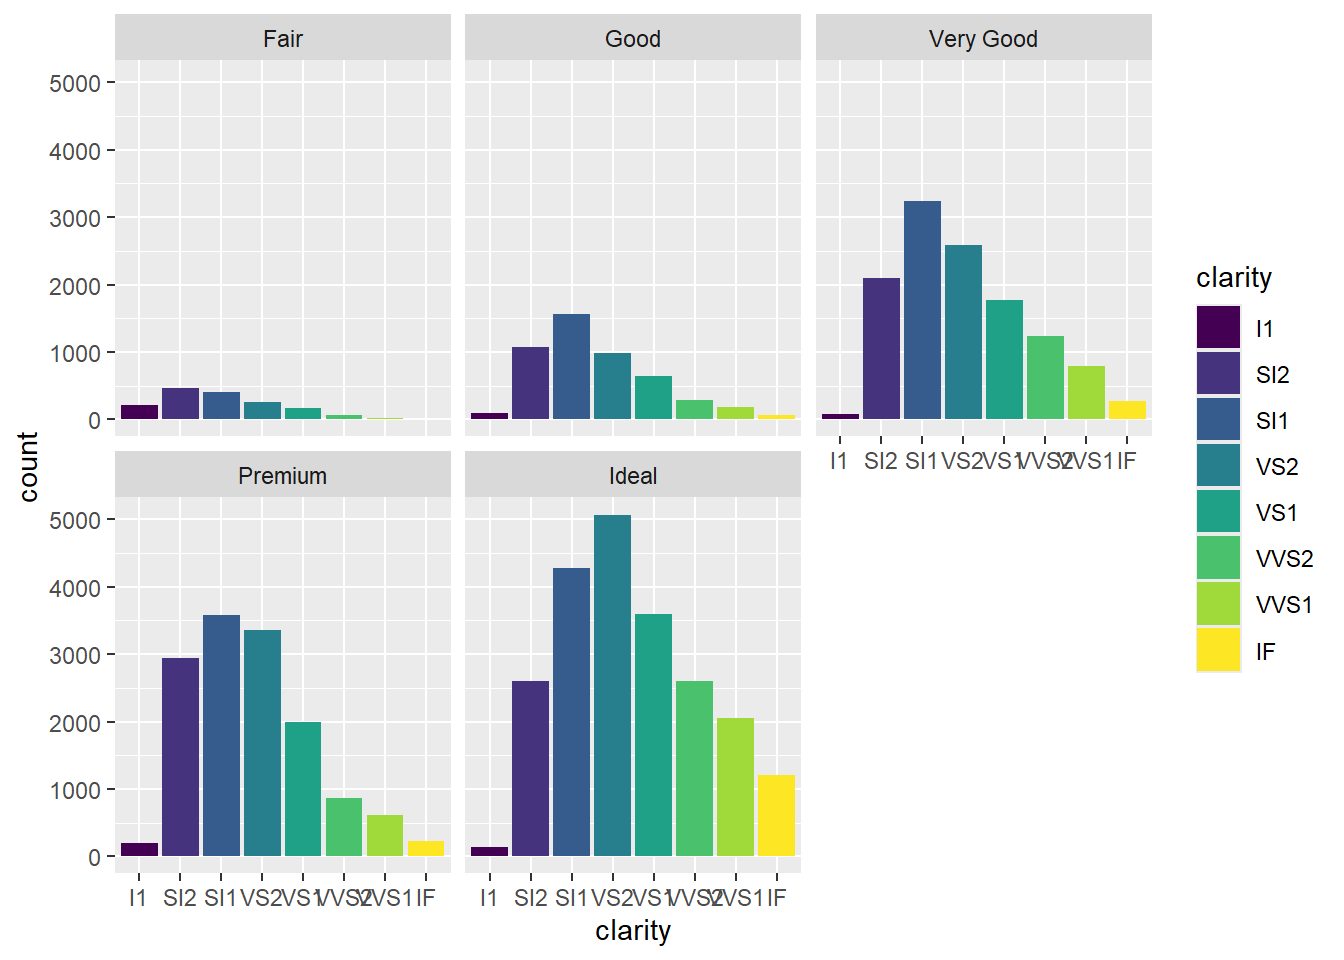 Fair Good Very Good
5000
4000
3000
2000
1000
0
I1 SI2 SI1 VS2 VS1 VVS2 VVS1 IF
Premium Ideal
5000
4000
3000
2000
1000
0
I1 SI2 SI1 VS2 VS1 VVS2 VVS1 IF I1 SI2 SI1 VS2 VS1 VVS2 VVS1 IF
clarity
count
clarity
I1
SI2
SI1
VS2
VS1
VVS2
VVS1
IF